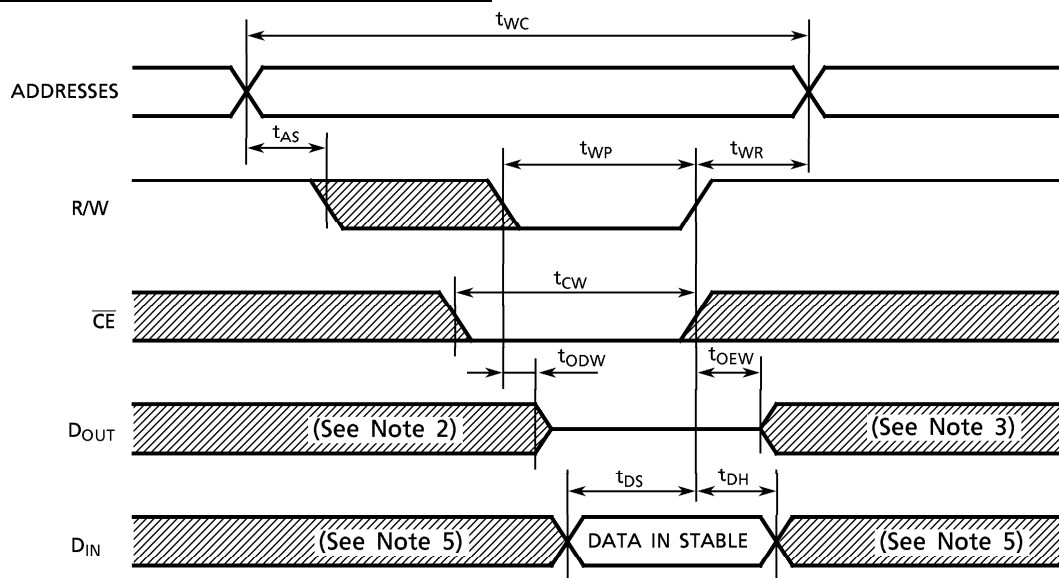 tWC
ADDRESSES
tAS
tWP
tWR
R/W
tCW
CE
tODW
tOEW
DOUT
(See Note 2)
(See Note 3)
tDS
tDH
DIN
(See Note 5)
DATA IN STABLE
(See Note 5)